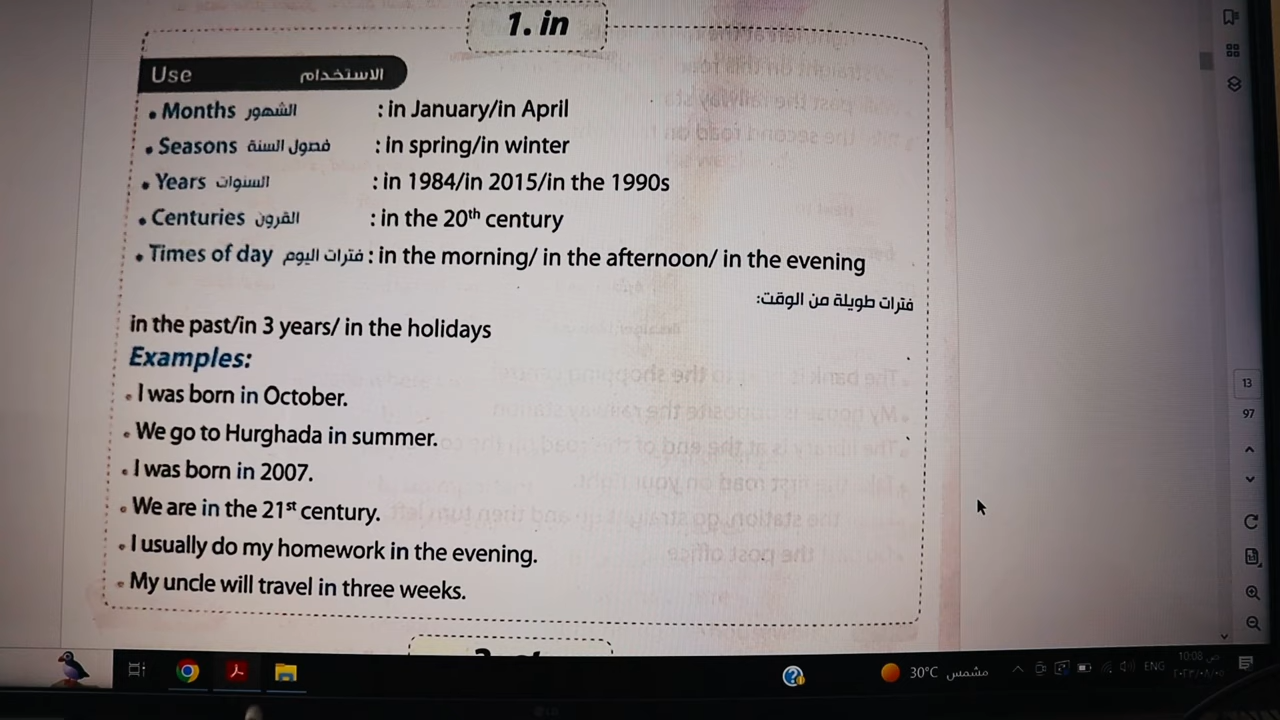 1. in
Use الاستخدام
• Months الشهور : in January/in April
• Seasons فصول السنة : in spring/in winter
• Years السنوات : in 1984/in 2015/in the 1990s
• Centuries القرون : in the 20th century
• Times of day فترات اليوم : in the morning/ in the afternoon/ in the evening
فترات طويلة من الوقت:
in the past/in 3 years/ in the holidays
Examples:
• I was born in October.
• We go to Hurghada in summer.
• I was born in 2007.
• We are in the 21st century.
• I usually do my homework in the evening.
• My uncle will travel in three weeks.
13
97
30°C مشمس
ENG
10:08 ص